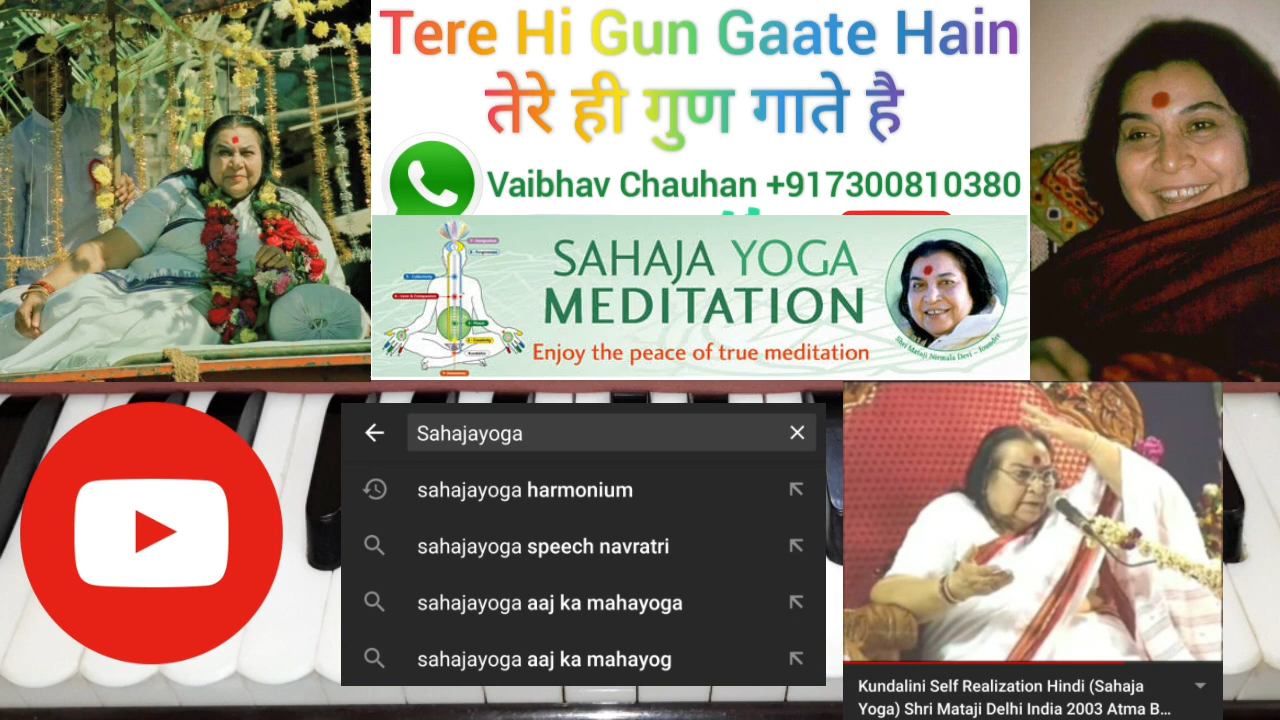 Tere Hi Gun Gaate Hain
तेरे ही गुण गाते है
Vaibhav Chauhan +917300810380
SAHAJA YOGA
MEDITATION
Enjoy the peace of true meditation
Shri Mataji Nirmala Devi – founder
Sahajayoga
sahajayoga harmonium
sahajayoga speech navratri
sahajayoga aaj ka mahayoga
sahajayoga aaj ka mahayog
Kundalini Self Realization Hindi (Sahaja
Yoga) Shri Mataji Delhi India 2003 Atma B...